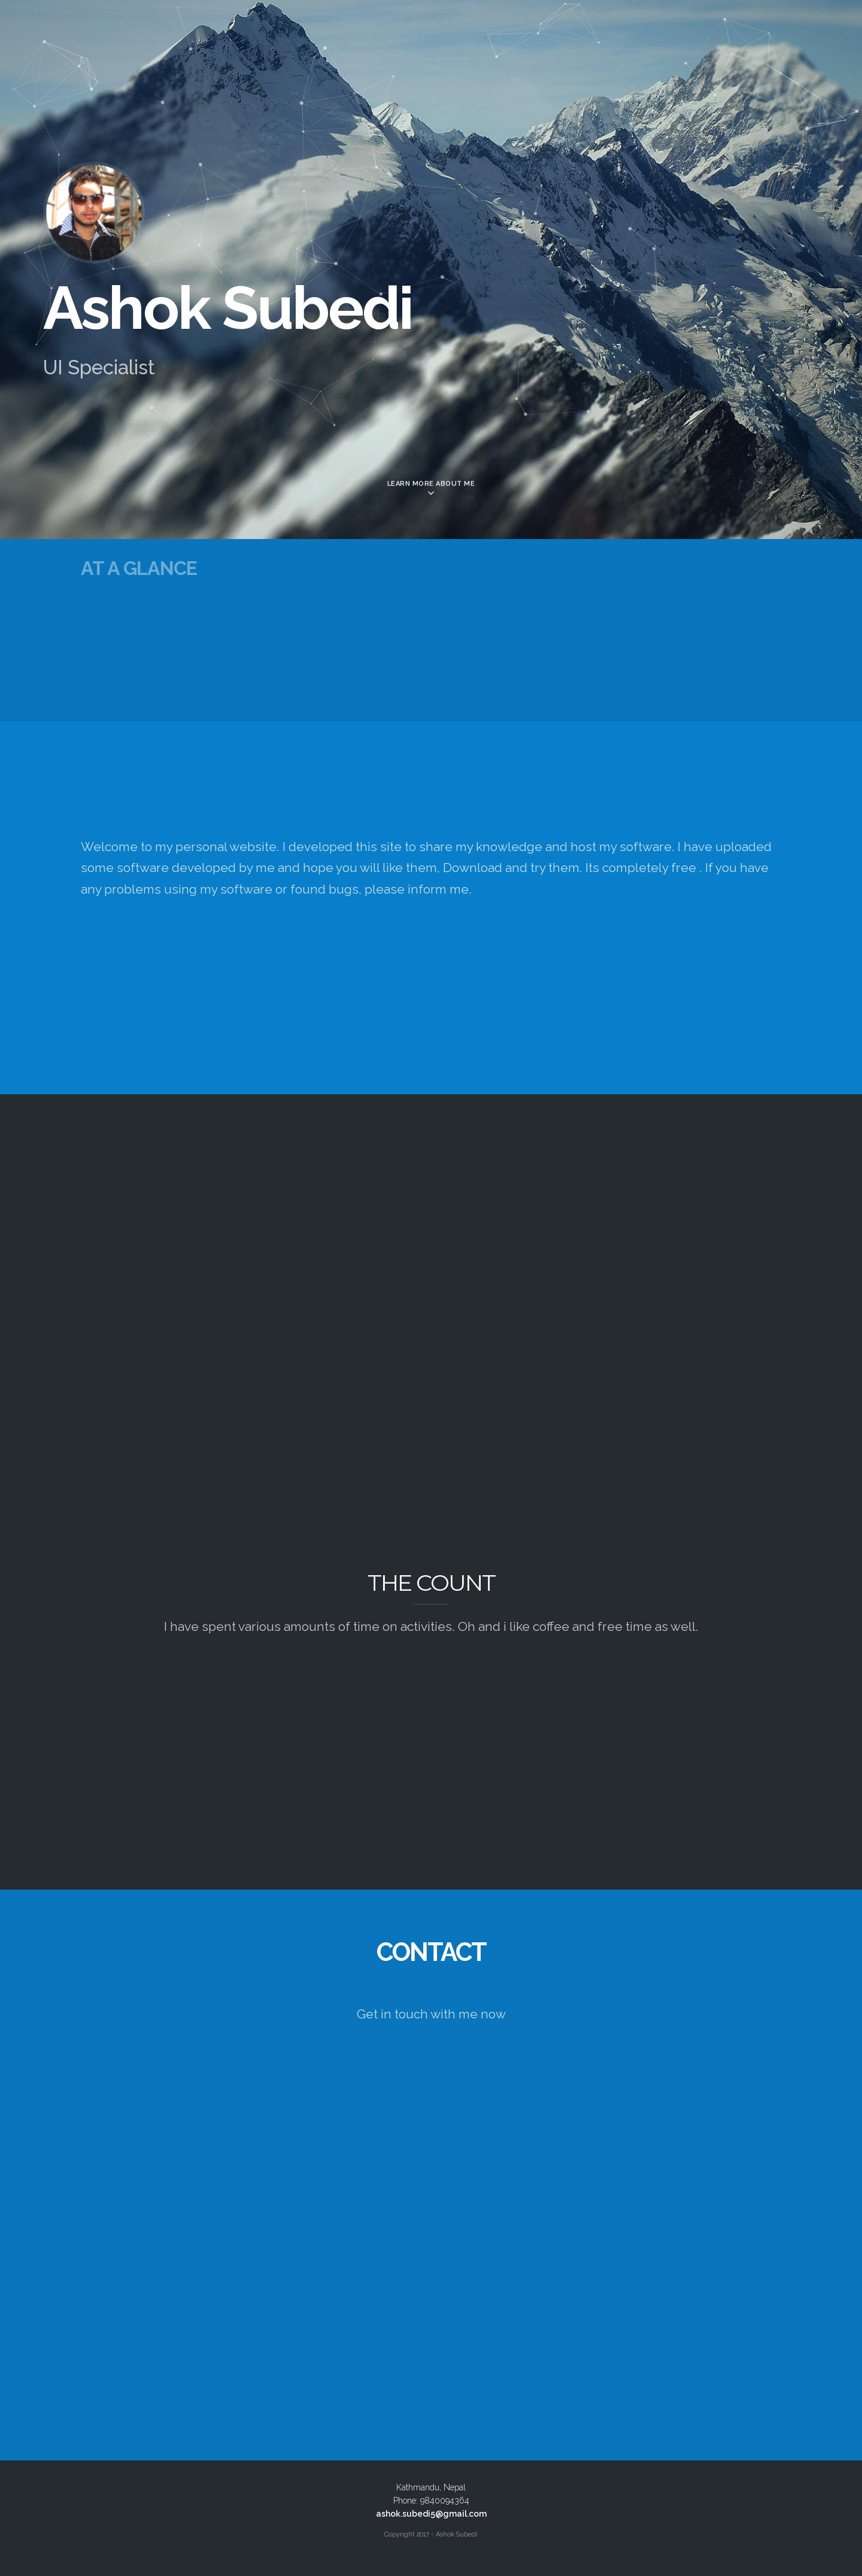 Ashok Subedi
UI Specialist
LEARN MORE ABOUT ME
AT A GLANCE
Welcome to my personal website. I developed this site to share my knowledge and host my software. I have uploaded
some software developed by me and hope you will like them, Download and try them. Its completely free . If you have
any problems using my software or found bugs, please inform me.
THE COUNT
I have spent various amounts of time on activities. Oh and i like coffee and free time as well.
CONTACT
Get in touch with me now
Kathmandu, Nepal
Phone: 9840094364
ashok.subedi5@gmail.com
Copyright 2017 - Ashok Subedi